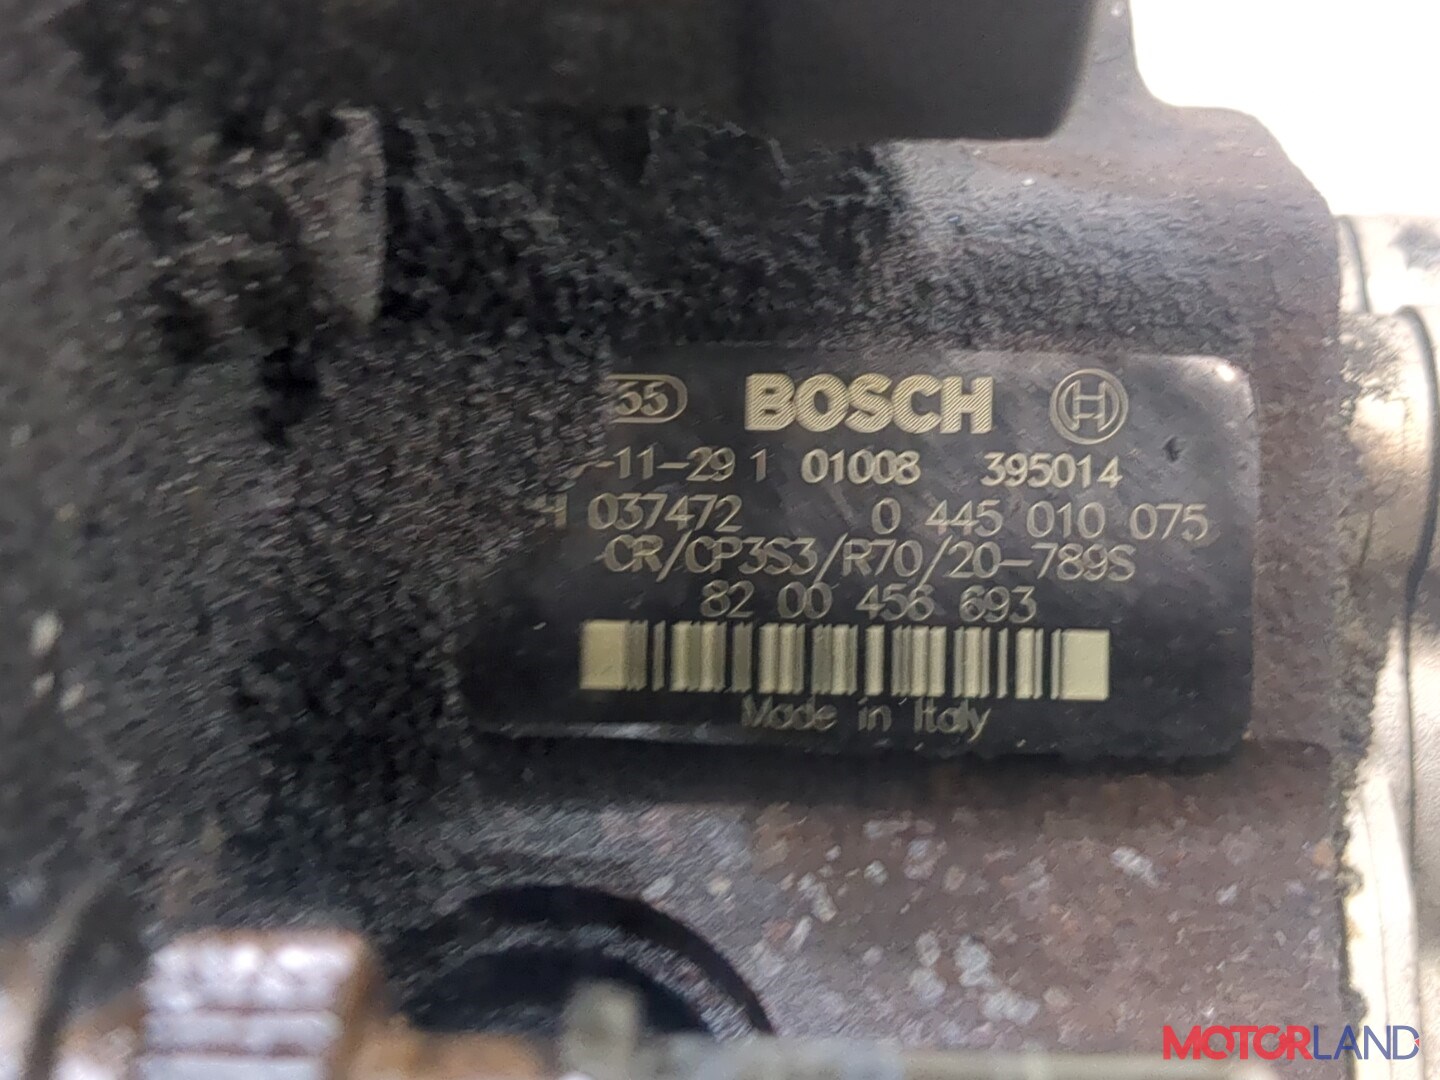 55 BOSCH
-11-29 1 01008 395014
H 037472 0 445 010 075
CR/CP3S3/R70/20-789S
82 00 456 693
Made in Italy
MOTORLAND